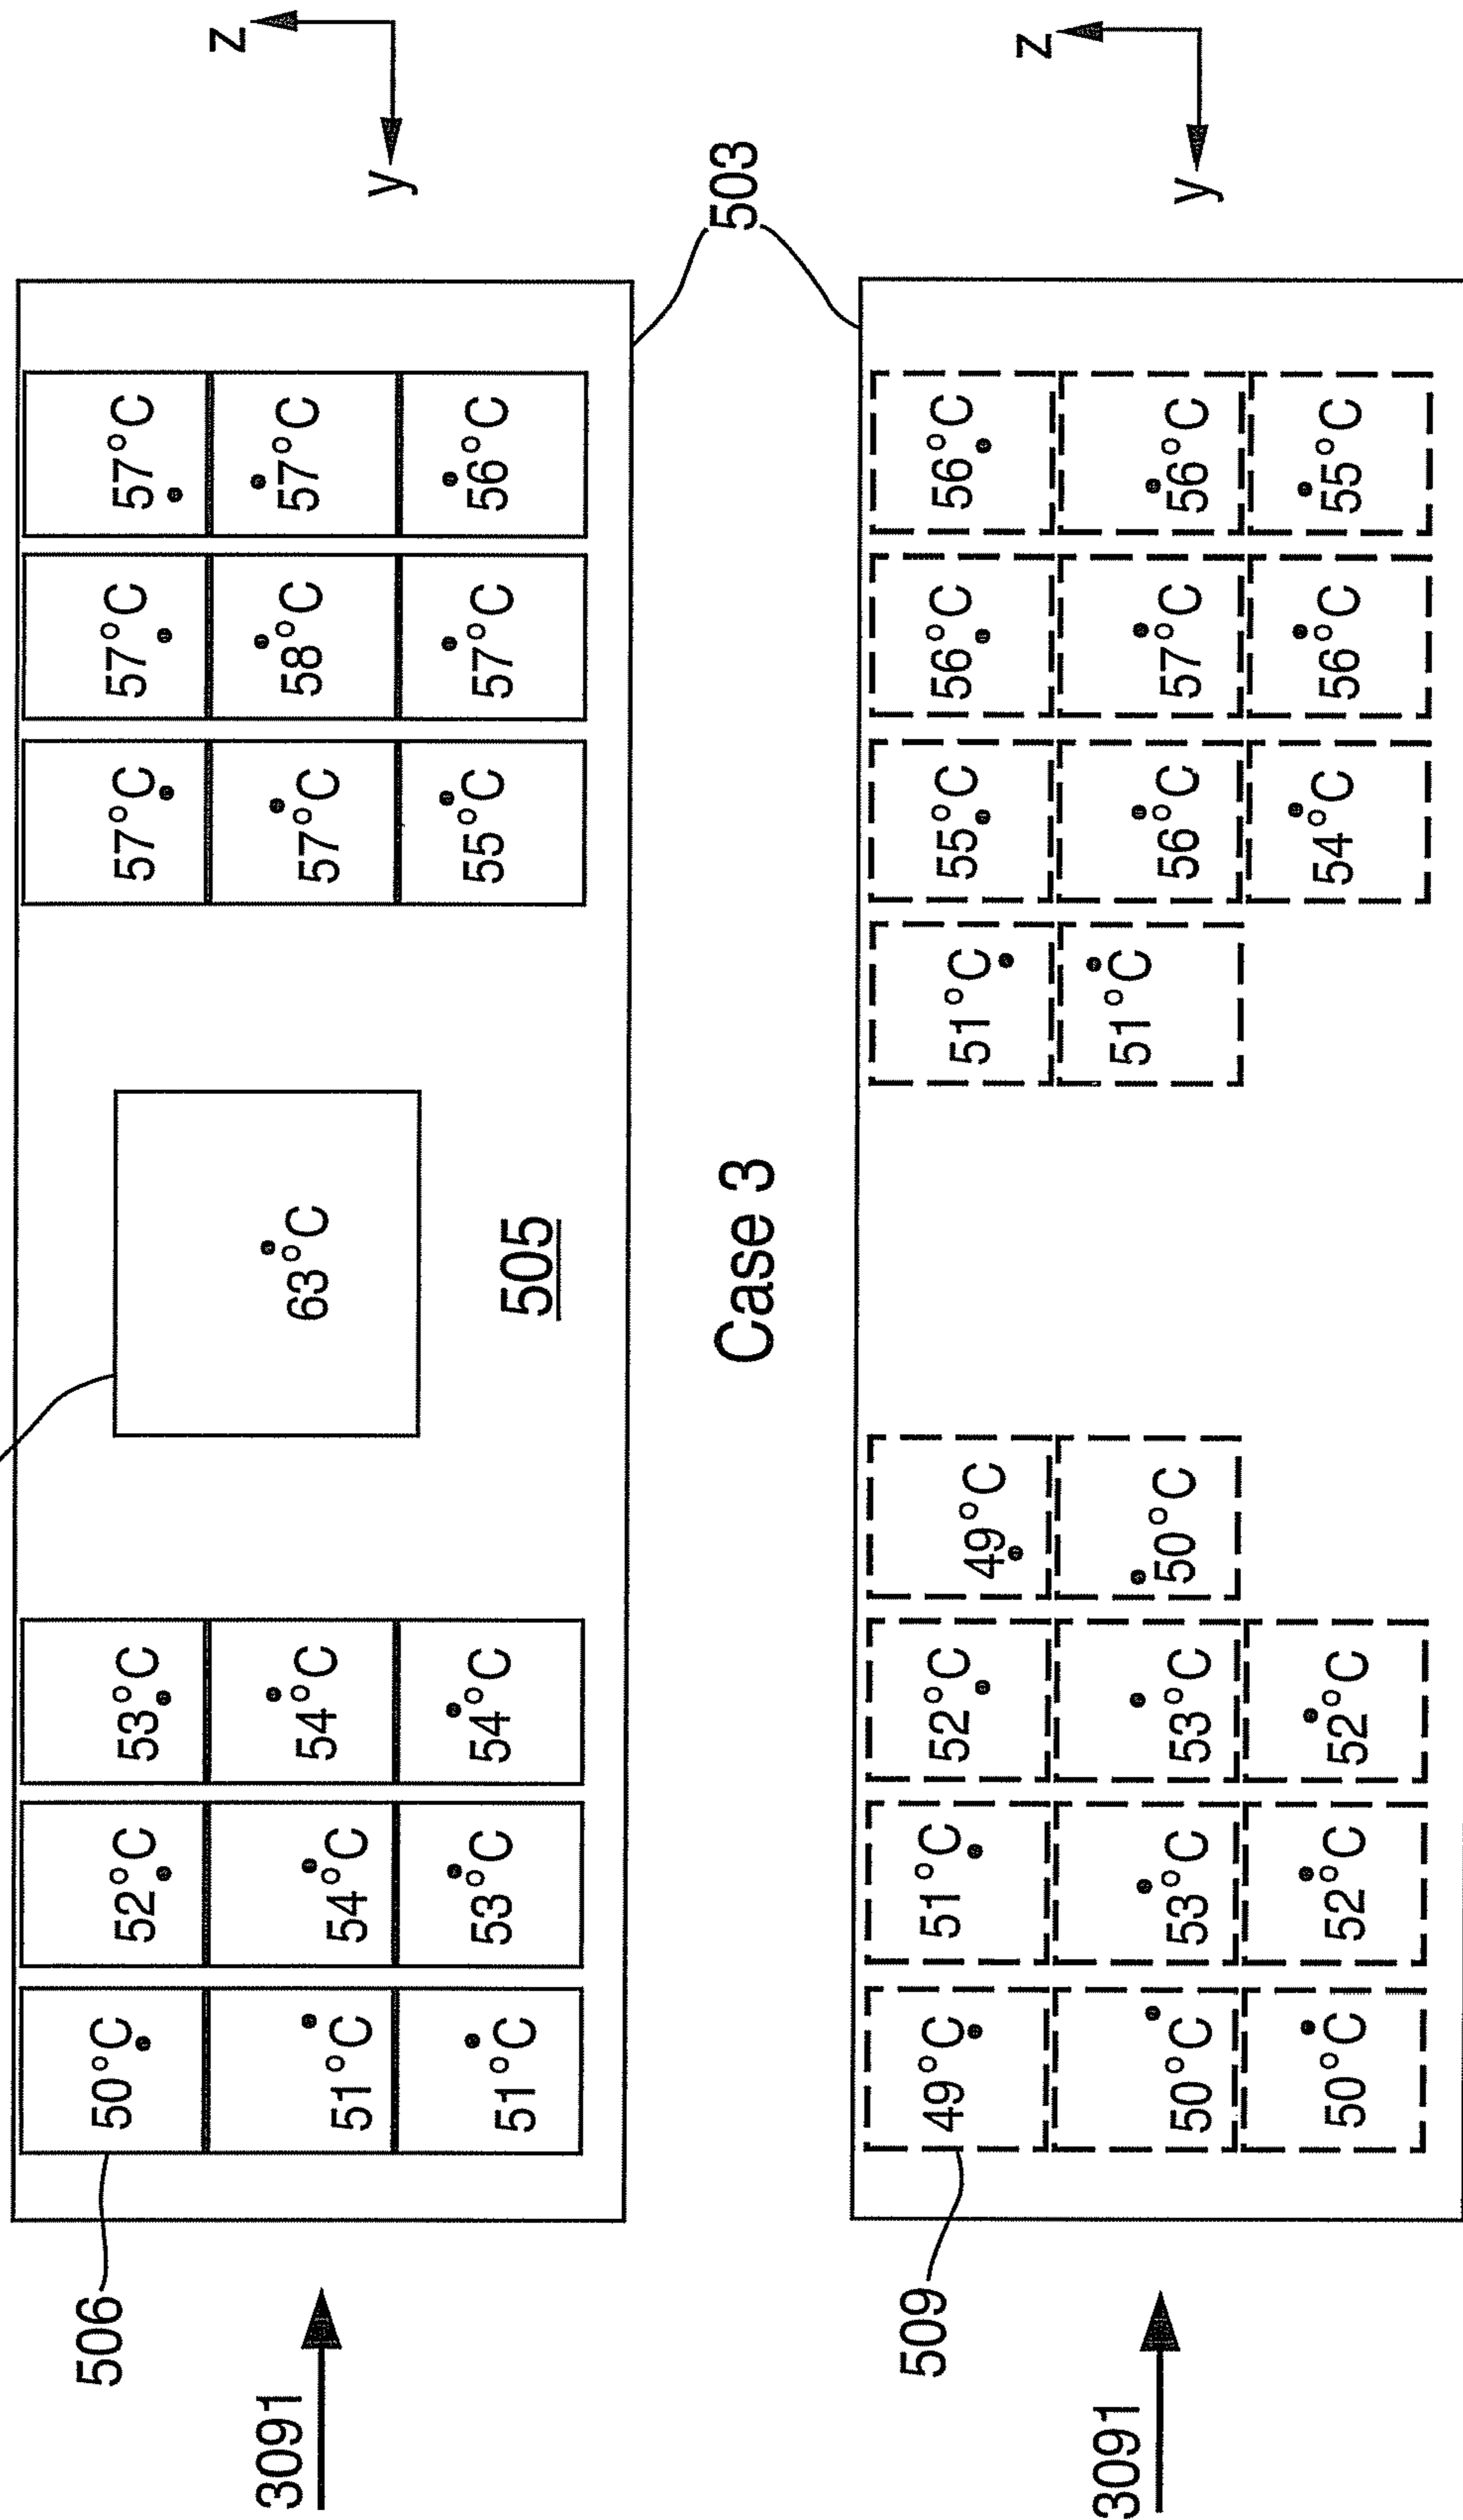 506
50°C 52°C 53°C 57°C 57°C 57°C
z
3091
51°C 54°C 54°C 63°C 57°C 58°C 57°C
y
51°C 53°C 54°C 55°C 57°C 56°C
505
Case 3
503
509
49°C 51°C 52°C 49°C 51°C 55°C 56°C 56°C
z
3091
50°C 53°C 53°C 50°C 51°C 56°C 57°C 56°C
y
50°C 52°C 52°C 54°C 56°C 55°C